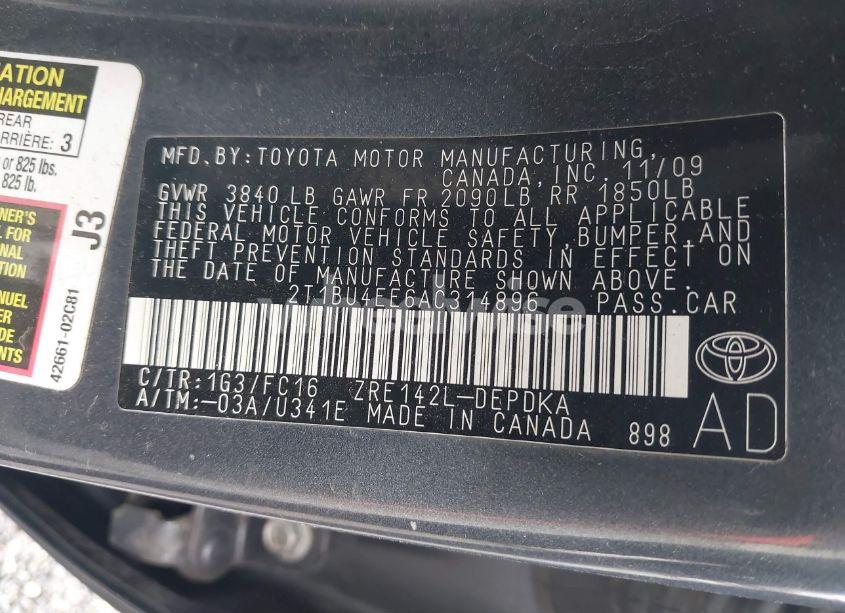 ATION
HARGEMENT
REAR
ARRIÈRE: 3
or 825 lbs.
825 lb.
NER'S
L FOR
ONAL
TION
NUEL
ER
DE
ENTS
J3
42661-02C81
MFD.BY:TOYOTA MOTOR MANUFACTURING,
CANADA,INC. 11/09
GVWR 3840 LB GAWR FR 2090LB RR 1850LB
THIS VEHICLE CONFORMS TO ALL APPLICABLE
FEDERAL MOTOR VEHICLE SAFETY,BUMPER,AND
THEFT PREVENTION STANDARDS IN EFFECT ON
THE DATE OF MANUFACTURE SHOWN ABOVE.
2T1BU4EE6AC314896 PASS.CAR
C/TR:1G3/FC16 ZRE142L-DEPDKA
A/TM:-03A/U341E MADE IN CANADA 898
AD